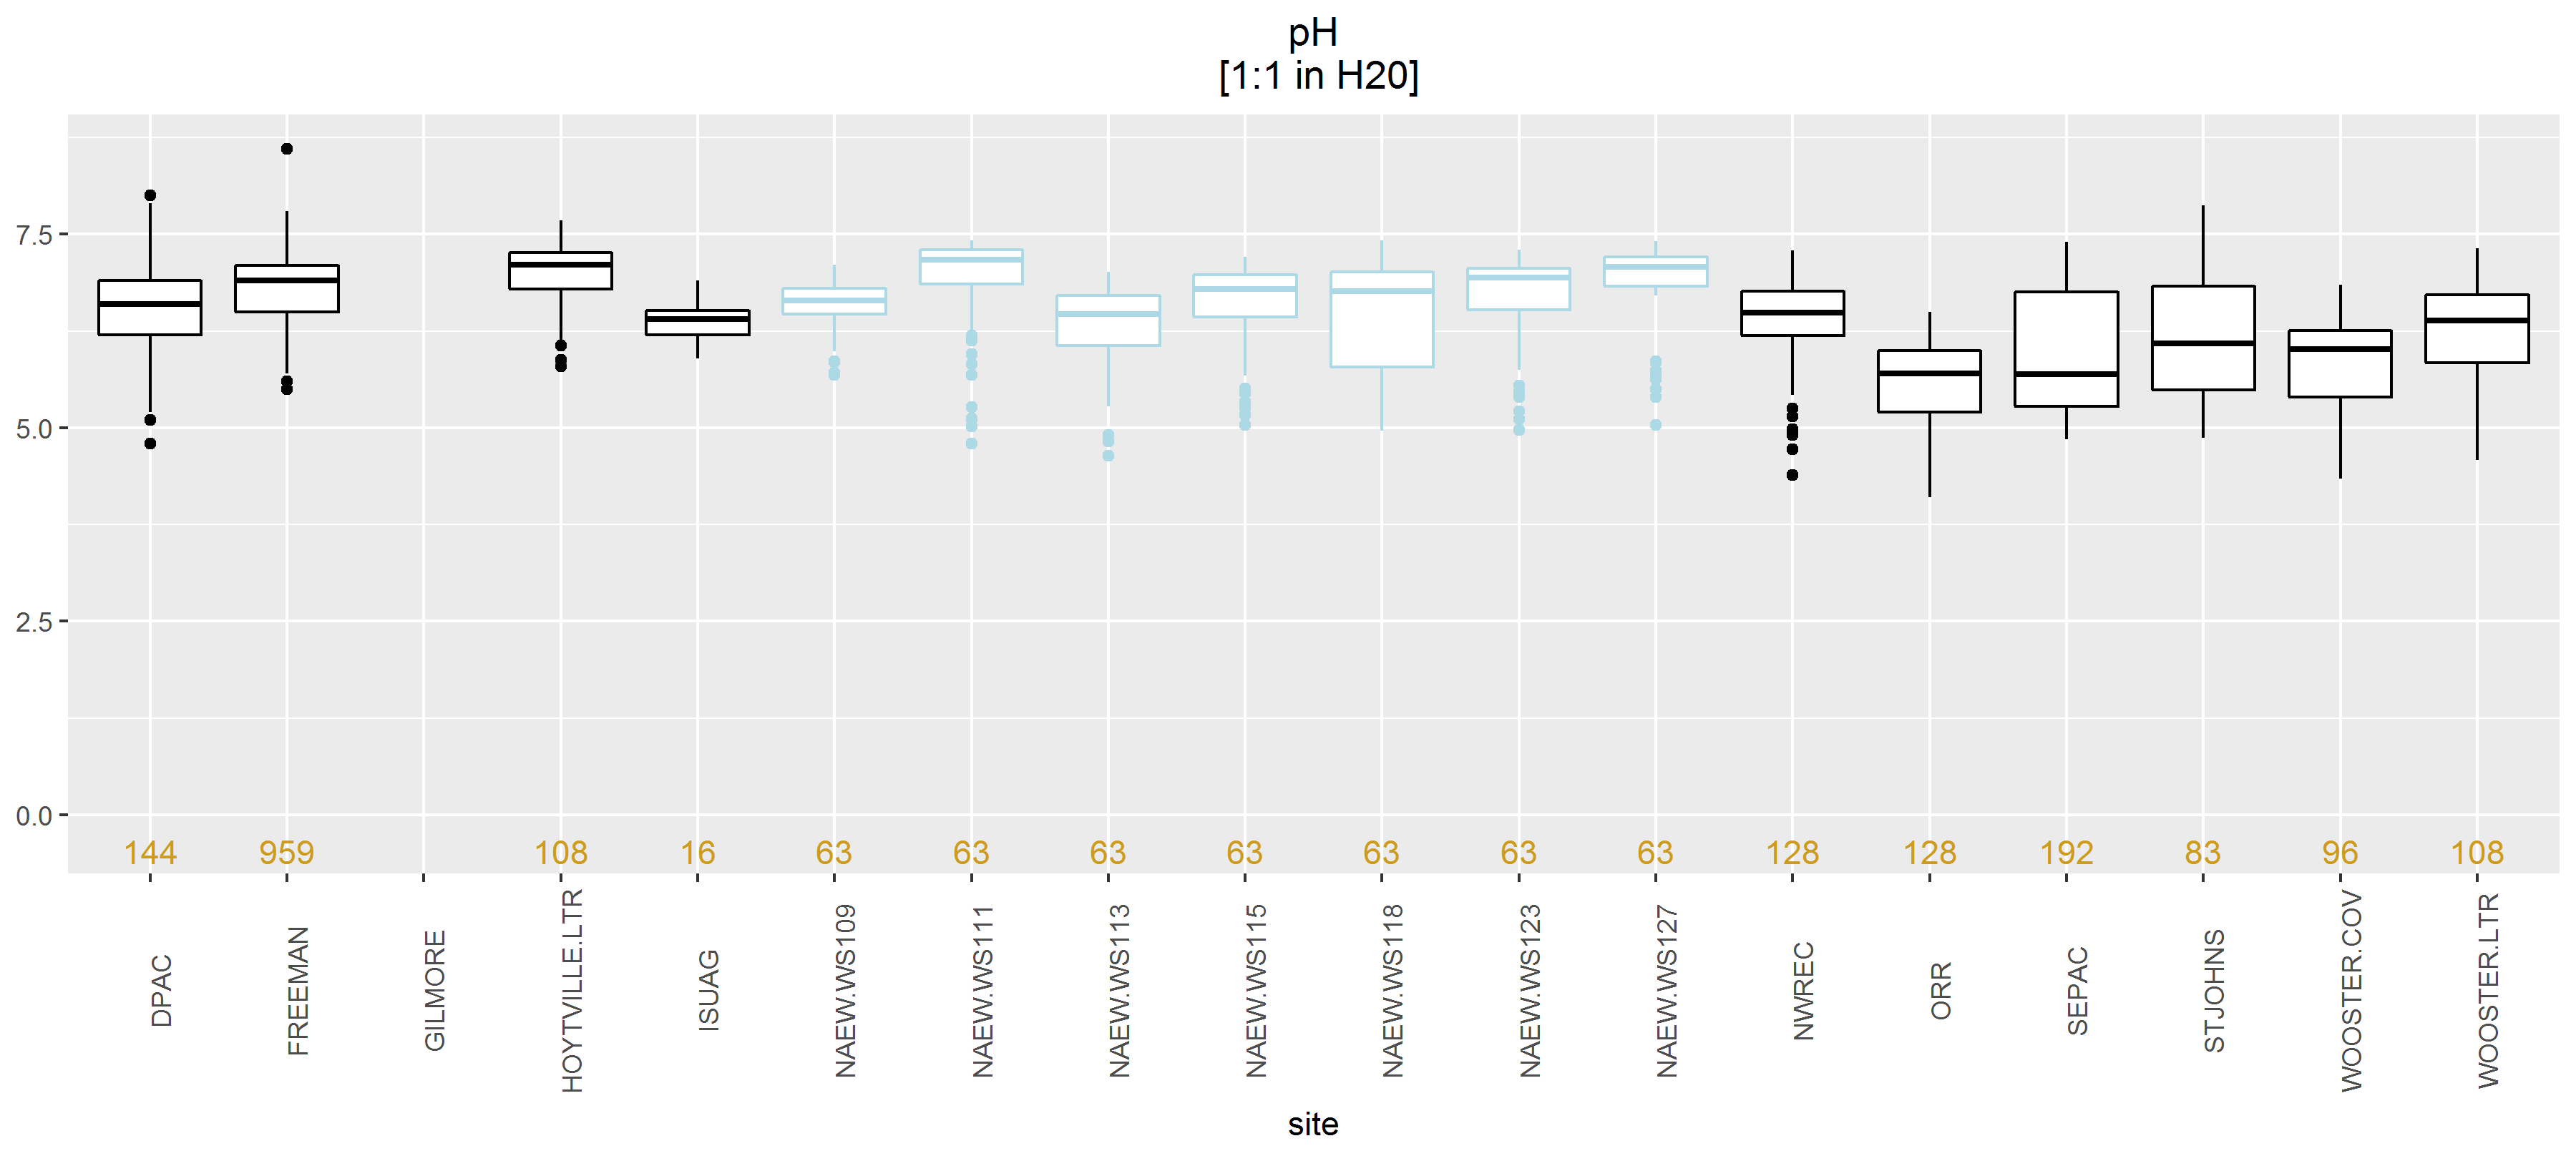 pH
[1:1 in H20]
7.5
5.0
2.5
0.0
144 959 108 16 63 63 63 63 63 63 63 128 128 192 83 96 108
DPAC
FREEMAN
GILMORE
HOYTVILLE.LTR
ISUAG
NAEW.WS109
NAEW.WS111
NAEW.WS113
NAEW.WS115
NAEW.WS118
NAEW.WS123
NAEW.WS127
NWREC
ORR
SEPAC
STJOHNS
WOOSTER.COV
WOOSTER.LTR
site